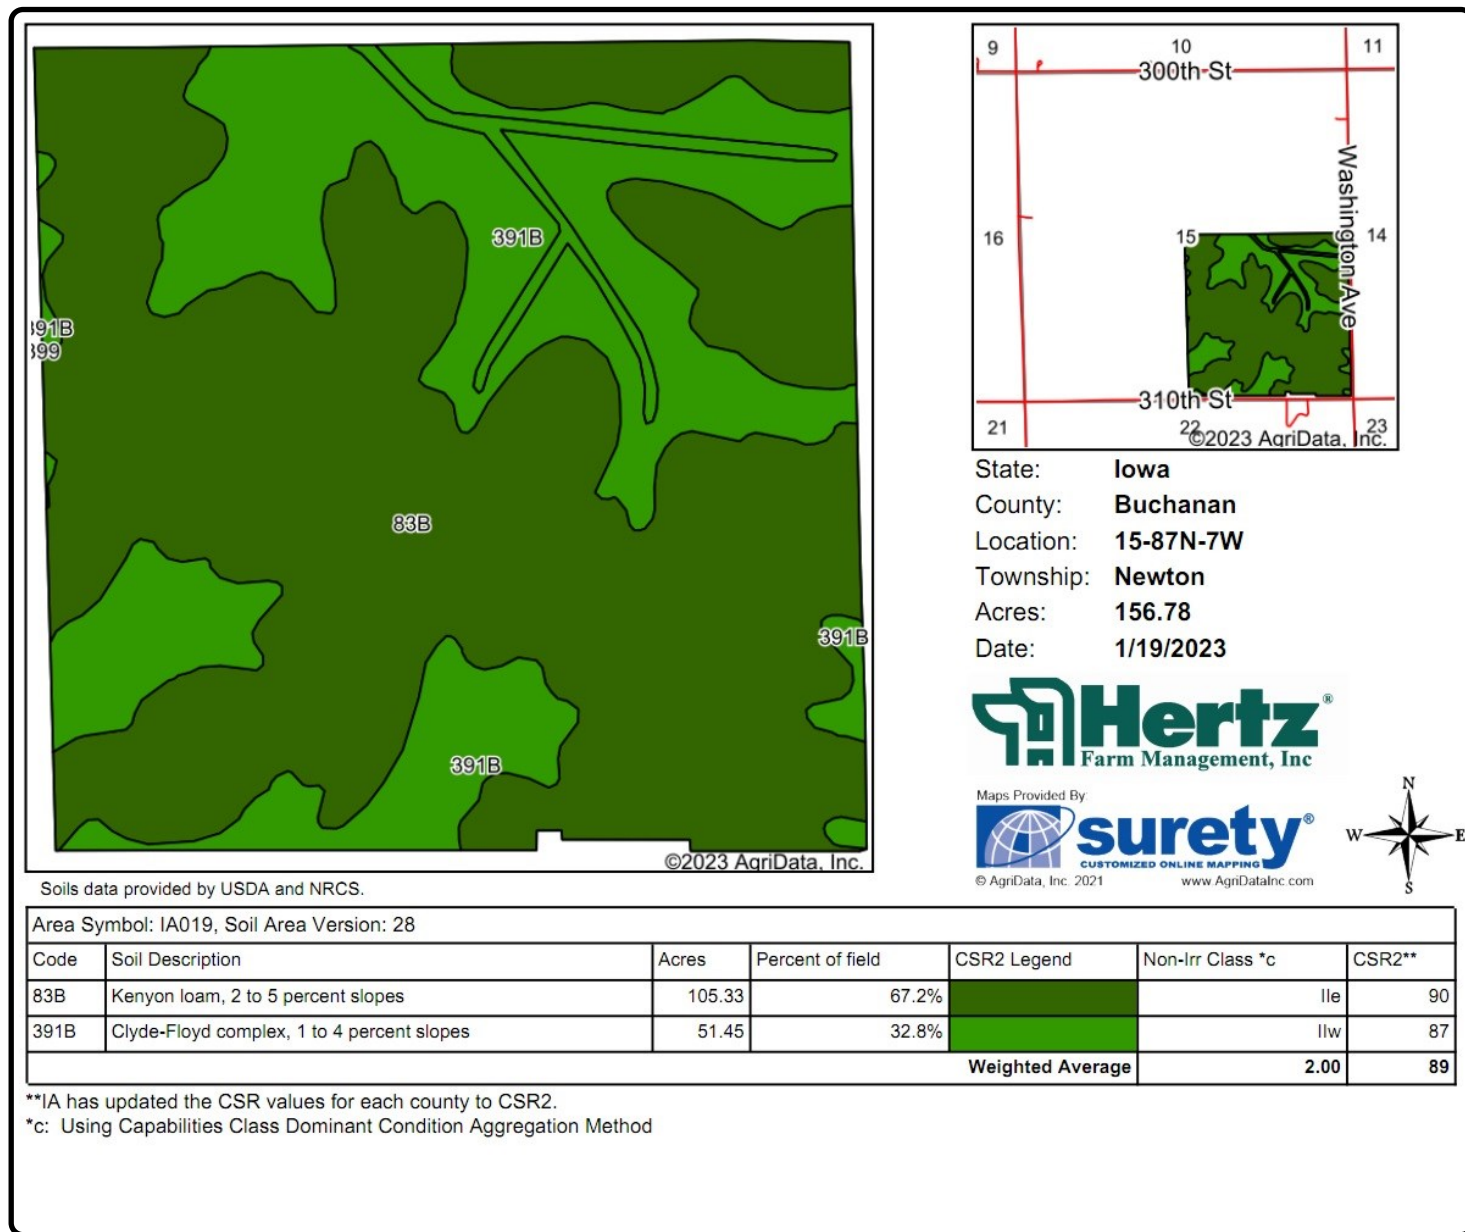 391B
391B
399
83B
391B
391B
©2023 AgriData, Inc.
Soils data provided by USDA and NRCS.
9
10
11
300th St
Washington Ave
16
15
14
310th St
21
22
23
©2023 AgriData, Inc.
State: Iowa
County: Buchanan
Location: 15-87N-7W
Township: Newton
Acres: 156.78
Date: 1/19/2023
Hertz®
Farm Management, Inc
Maps Provided By:
surety®
CUSTOMIZED ONLINE MAPPING
© AgriData, Inc. 2021 www.AgriDataInc.com
N
W E
S
Area Symbol: IA019, Soil Area Version: 28
Code Soil Description Acres Percent of field CSR2 Legend Non-Irr Class *c CSR2**
83B Kenyon loam, 2 to 5 percent slopes 105.33 67.2% IIe 90
391B Clyde-Floyd complex, 1 to 4 percent slopes 51.45 32.8% IIw 87
Weighted Average 2.00 89
**IA has updated the CSR values for each county to CSR2.
*c: Using Capabilities Class Dominant Condition Aggregation Method